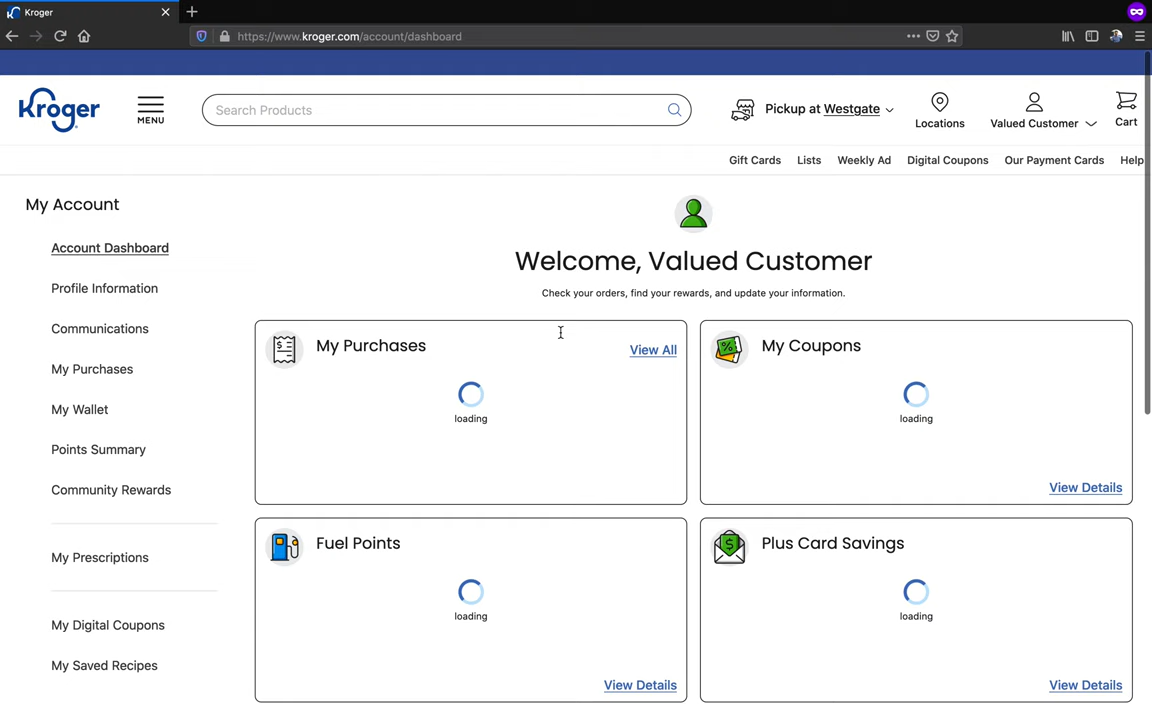 Kroger
https://www.kroger.com/account/dashboard
Kroger
MENU
Search Products
Pickup at Westgate
Locations
Valued Customer
Cart
Gift Cards
Lists
Weekly Ad
Digital Coupons
Our Payment Cards
Help
My Account
Account Dashboard
Profile Information
Communications
My Purchases
My Wallet
Points Summary
Community Rewards
My Prescriptions
My Digital Coupons
My Saved Recipes
Welcome, Valued Customer
Check your orders, find your rewards, and update your information.
My Purchases
View All
loading
My Coupons
loading
View Details
Fuel Points
loading
View Details
Plus Card Savings
loading
View Details